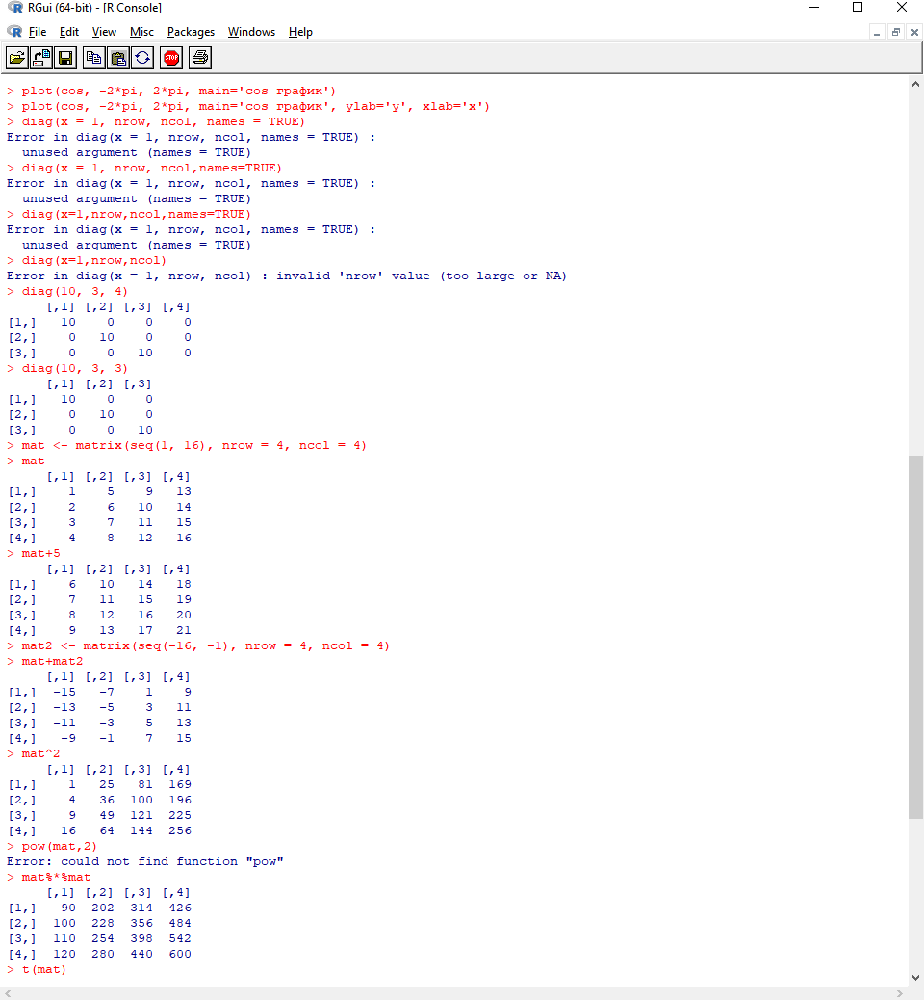 RGui (64-bit) - [R Console]
File Edit View Misc Packages Windows Help
STOP
> plot(cos, -2*pi, 2*pi, main='cos график')
> plot(cos, -2*pi, 2*pi, main='cos график', ylab='y', xlab='x')
> diag(x = 1, nrow, ncol, names = TRUE)
Error in diag(x = 1, nrow, ncol, names = TRUE) :
  unused argument (names = TRUE)
> diag(x = 1, nrow, ncol,names=TRUE)
Error in diag(x = 1, nrow, ncol, names = TRUE) :
  unused argument (names = TRUE)
> diag(x=1,nrow,ncol,names=TRUE)
Error in diag(x = 1, nrow, ncol, names = TRUE) :
  unused argument (names = TRUE)
> diag(x=1,nrow,ncol)
Error in diag(x = 1, nrow, ncol) : invalid 'nrow' value (too large or NA)
> diag(10, 3, 4)
     [,1] [,2] [,3] [,4]
[1,]   10    0    0    0
[2,]    0   10    0    0
[3,]    0    0   10    0
> diag(10, 3, 3)
     [,1] [,2] [,3]
[1,]   10    0    0
[2,]    0   10    0
[3,]    0    0   10
> mat <- matrix(seq(1, 16), nrow = 4, ncol = 4)
> mat
     [,1] [,2] [,3] [,4]
[1,]    1    5    9   13
[2,]    2    6   10   14
[3,]    3    7   11   15
[4,]    4    8   12   16
> mat+5
     [,1] [,2] [,3] [,4]
[1,]    6   10   14   18
[2,]    7   11   15   19
[3,]    8   12   16   20
[4,]    9   13   17   21
> mat2 <- matrix(seq(-16, -1), nrow = 4, ncol = 4)
> mat+mat2
     [,1] [,2] [,3] [,4]
[1,]  -15   -7    1    9
[2,]  -13   -5    3   11
[3,]  -11   -3    5   13
[4,]   -9   -1    7   15
> mat^2
     [,1] [,2] [,3] [,4]
[1,]    1   25   81  169
[2,]    4   36  100  196
[3,]    9   49  121  225
[4,]   16   64  144  256
> pow(mat,2)
Error: could not find function "pow"
> mat%*%mat
     [,1] [,2] [,3] [,4]
[1,]   90  202  314  426
[2,]  100  228  356  484
[3,]  110  254  398  542
[4,]  120  280  440  600
> t(mat)